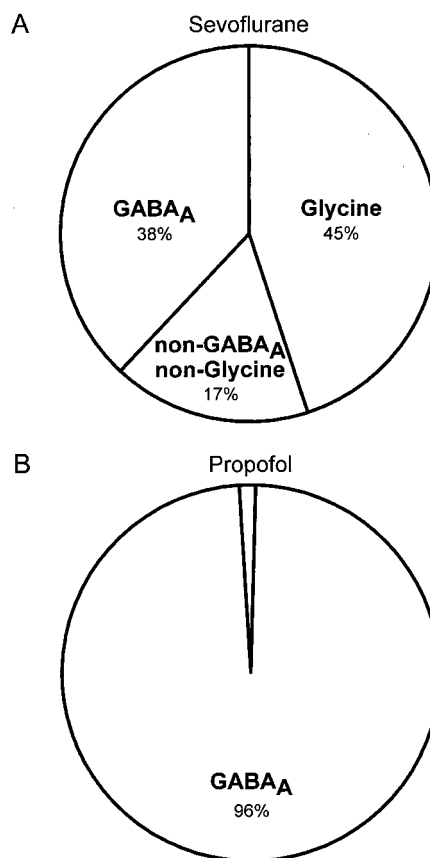 A
Sevoflurane
GABAA
38%
Glycine
45%
non-GABAA
non-Glycine
17%
B
Propofol
GABAA
96%